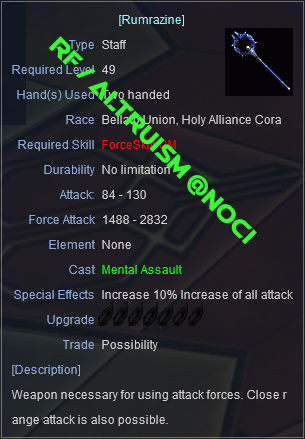 [Rumrazine]
Type Staff
Required Level 49
Hand(s) Used Two handed
Race Bellato Union, Holy Alliance Cora
Required Skill
Durability No limitation
Attack: 84 - 130
Force Attack 1488 - 2832
Element None
Cast Mental Assault
Special Effects Increase 10% Increase of all attack
Upgrade
Trade Possibility
[Description]
Weapon necessary for using attack forces. Close r
ange attack is also possible.
RF / ALTRUISM @NOCI